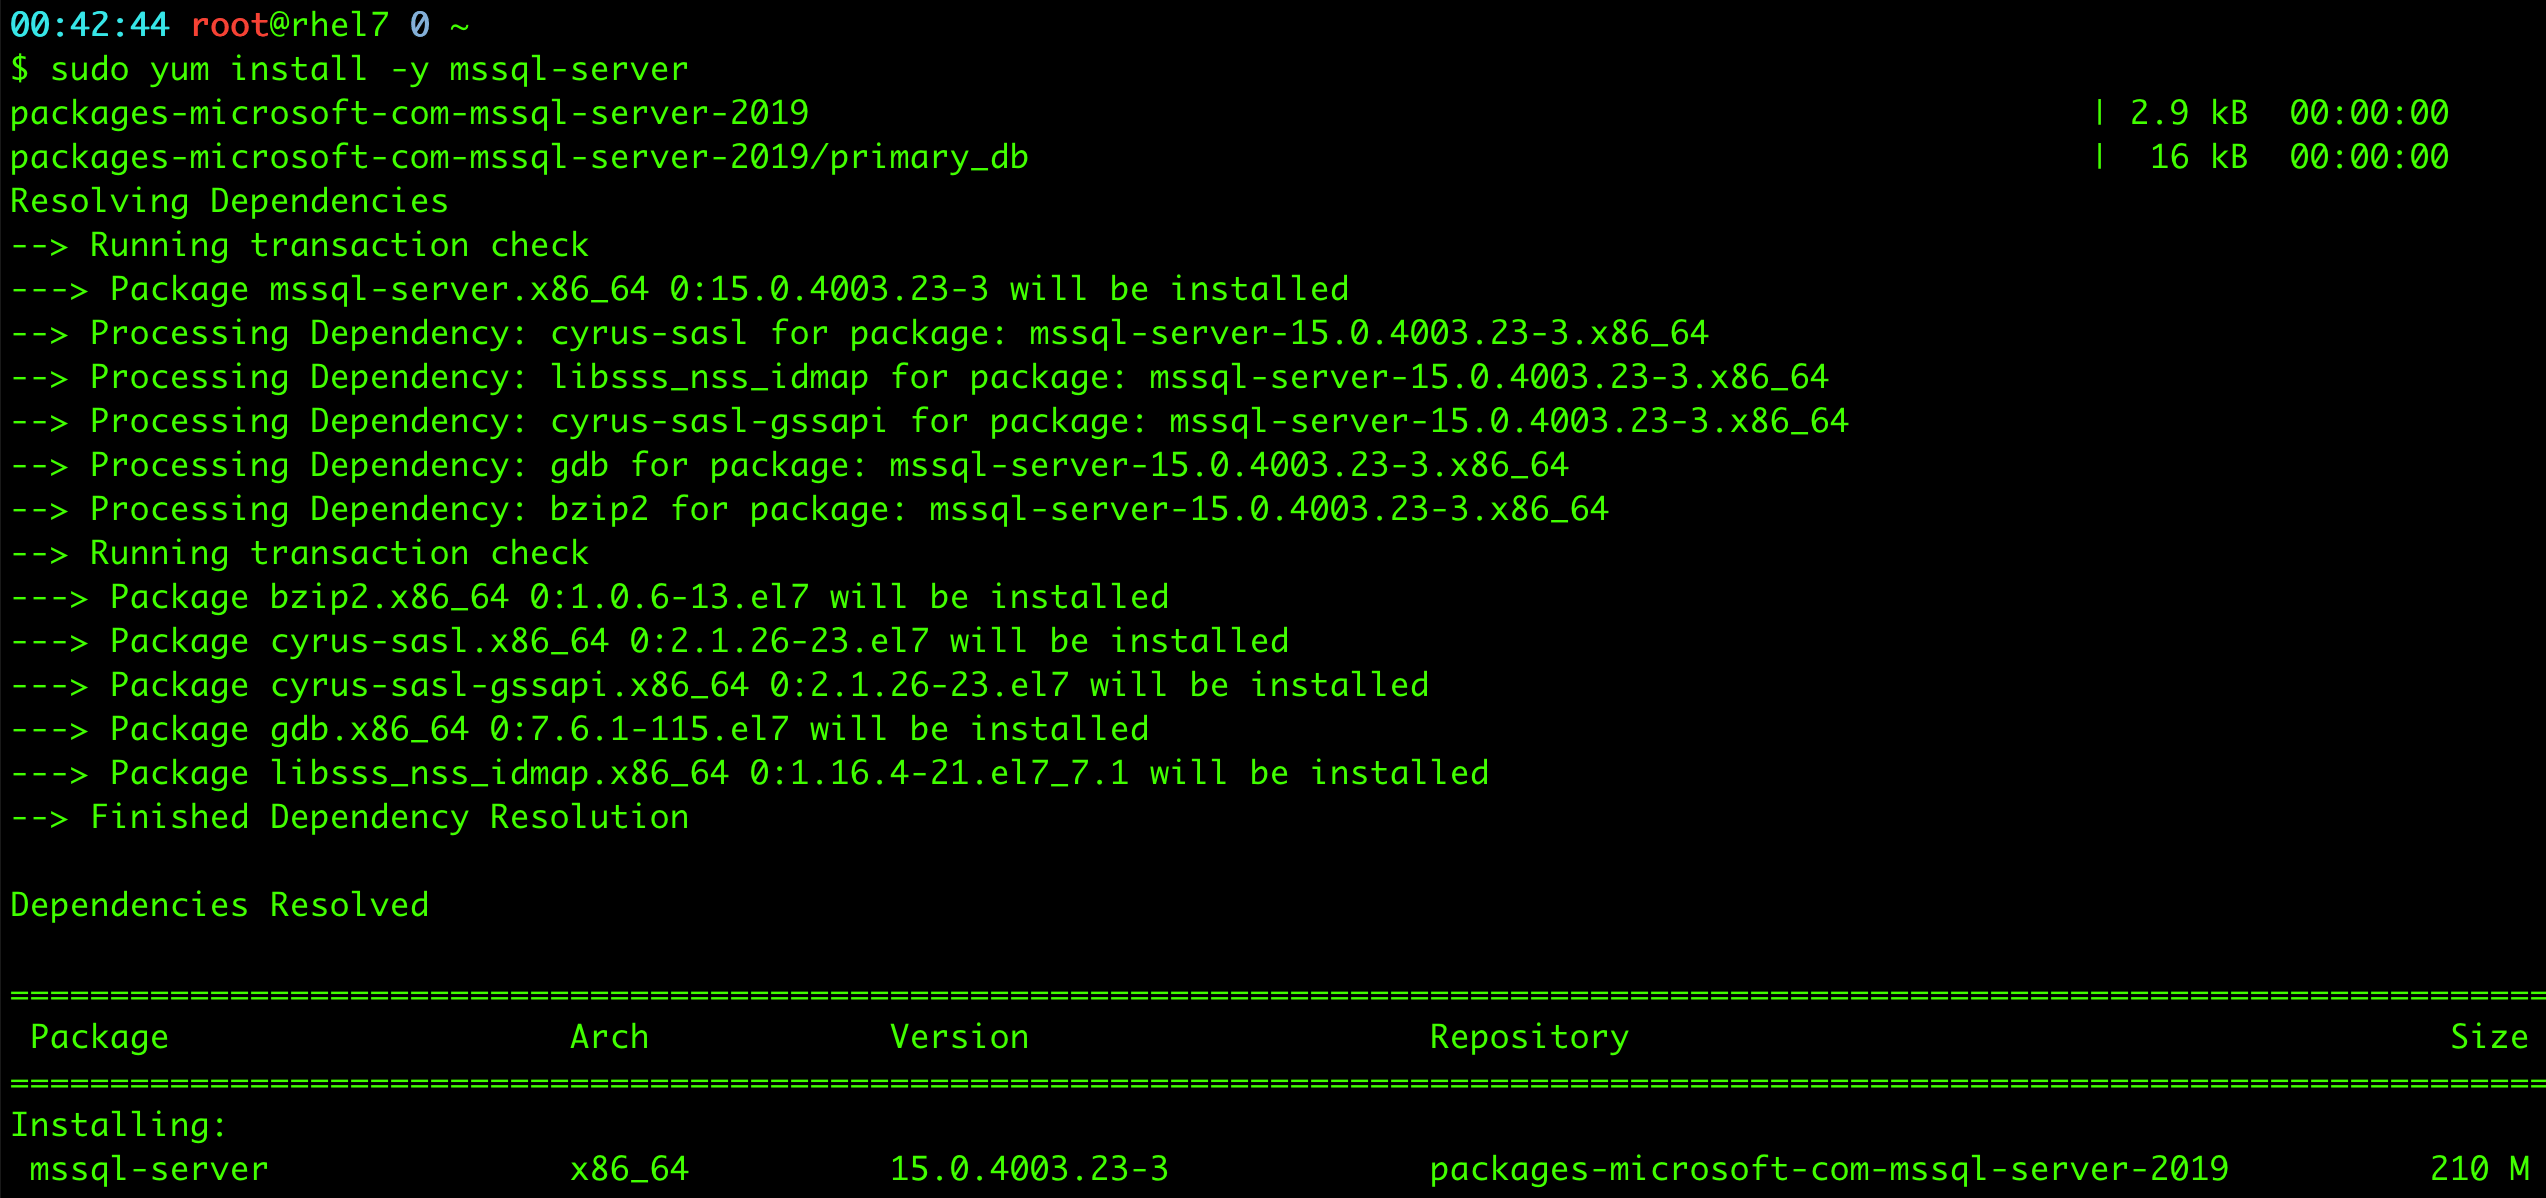 00:42:44 root@rhel7 0 ~
$ sudo yum install -y mssql-server
packages-microsoft-com-mssql-server-2019 | 2.9 kB 00:00:00
packages-microsoft-com-mssql-server-2019/primary_db | 16 kB 00:00:00
Resolving Dependencies
--> Running transaction check
---> Package mssql-server.x86_64 0:15.0.4003.23-3 will be installed
--> Processing Dependency: cyrus-sasl for package: mssql-server-15.0.4003.23-3.x86_64
--> Processing Dependency: libsss_nss_idmap for package: mssql-server-15.0.4003.23-3.x86_64
--> Processing Dependency: cyrus-sasl-gssapi for package: mssql-server-15.0.4003.23-3.x86_64
--> Processing Dependency: gdb for package: mssql-server-15.0.4003.23-3.x86_64
--> Processing Dependency: bzip2 for package: mssql-server-15.0.4003.23-3.x86_64
--> Running transaction check
---> Package bzip2.x86_64 0:1.0.6-13.el7 will be installed
---> Package cyrus-sasl.x86_64 0:2.1.26-23.el7 will be installed
---> Package cyrus-sasl-gssapi.x86_64 0:2.1.26-23.el7 will be installed
---> Package gdb.x86_64 0:7.6.1-115.el7 will be installed
---> Package libsss_nss_idmap.x86_64 0:1.16.4-21.el7_7.1 will be installed
--> Finished Dependency Resolution
Dependencies Resolved
===============================================================================================================================
Package Arch Version Repository Size
===============================================================================================================================
Installing:
mssql-server x86_64 15.0.4003.23-3 packages-microsoft-com-mssql-server-2019 210 M